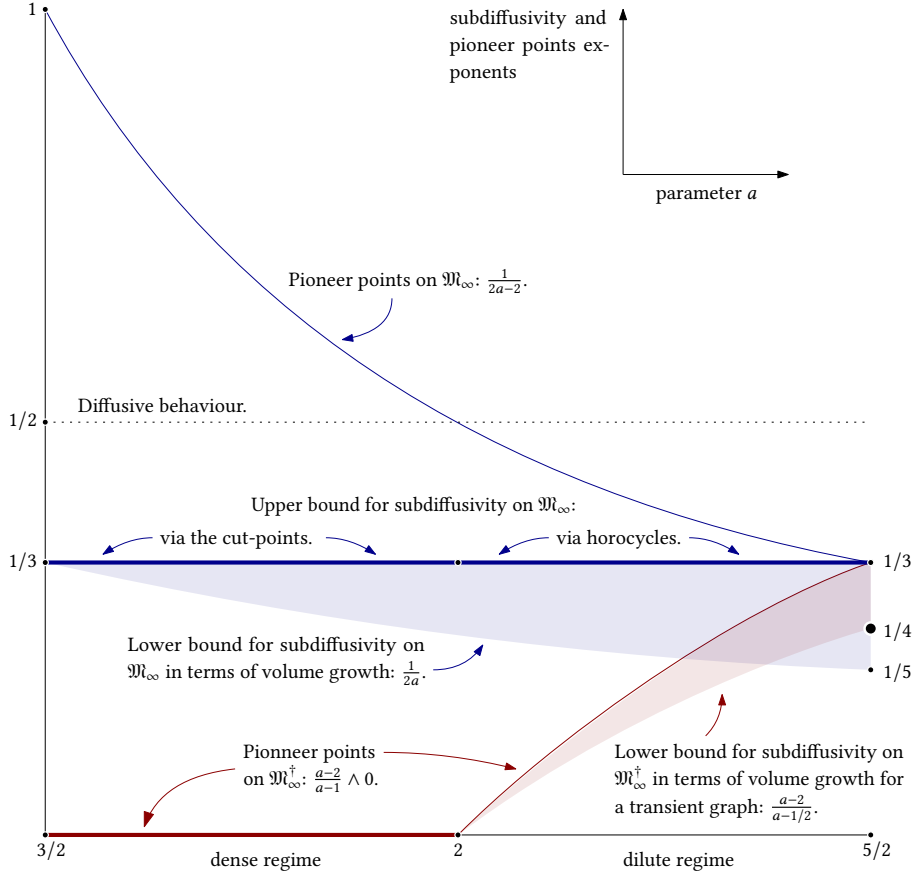 1
subdiffusivity and
pioneer points ex-
ponents
parameter a
Pioneer points on 𝔐∞: 1/(2a−2).
1/2
Diffusive behaviour.
Upper bound for subdiffusivity on 𝔐∞:
via the cut-points.
via horocycles.
1/3
1/3
1/4
1/5
Lower bound for subdiffusivity on
𝔐∞ in terms of volume growth: 1/(2a).
Pionneer points
on 𝔐∞†: (a−2)/(a−1) ∧ 0.
Lower bound for subdiffusivity on
𝔐∞† in terms of volume growth for
a transient graph: (a−2)/(a−1/2).
3/2
dense regime
2
dilute regime
5/2